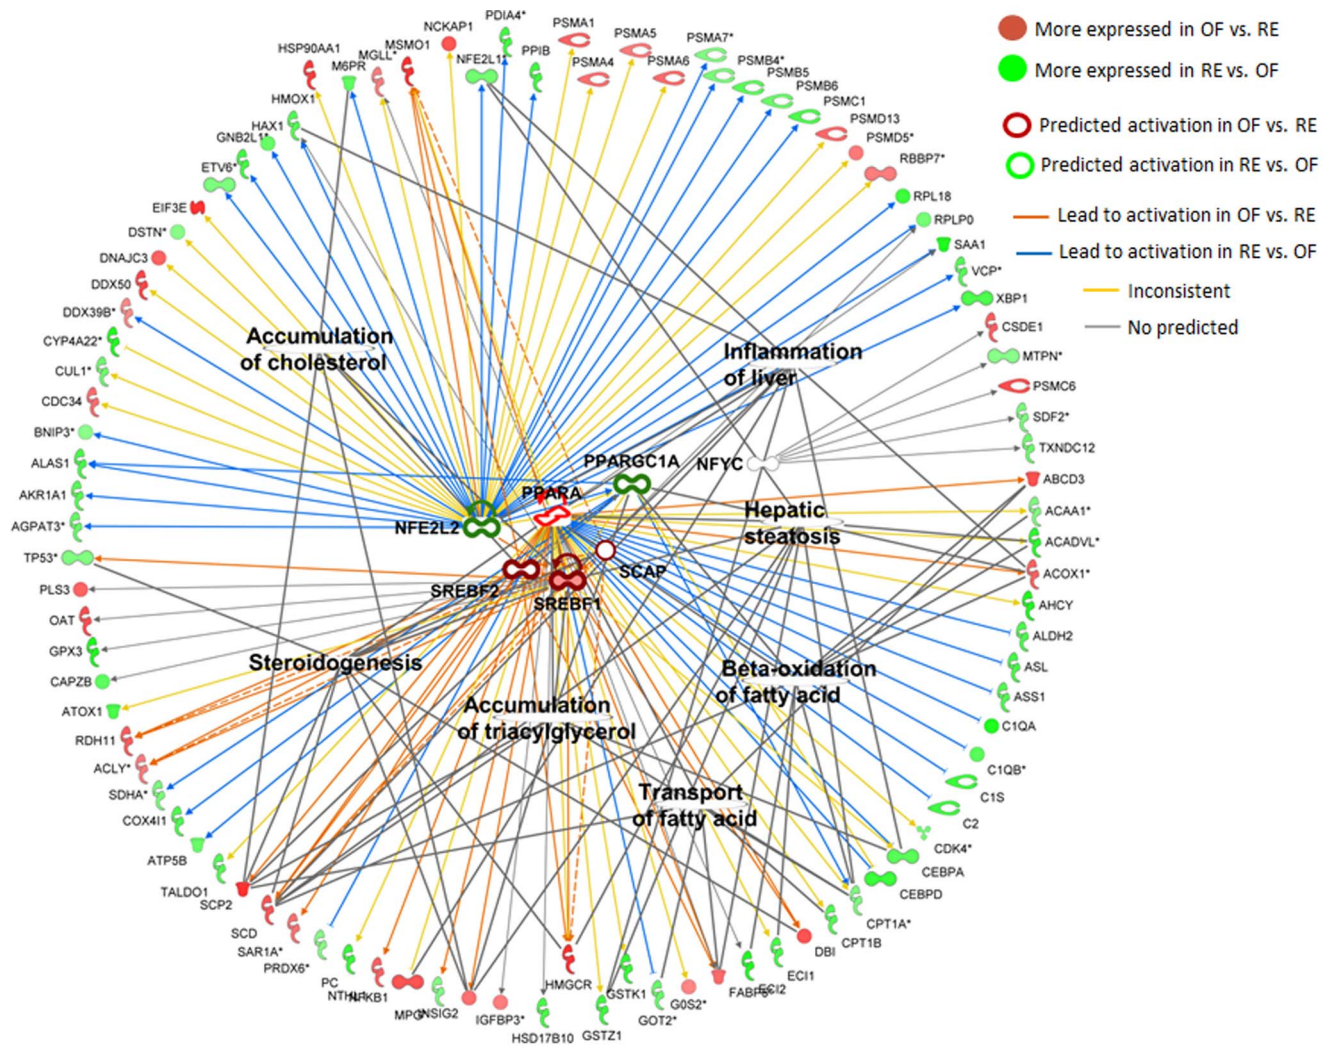 PDIA4*
NCKAP1
PSMA1
PSMA5
PSMA7*
MSMO1
MGLL*
HSP90AA1
M6PR
NFE2L1*
PPIB
PSMA4
PSMA6
PSMB4*
PSMB5
PSMB6
PSMC1
PSMD13
PSMD5*
RBBP7*
HMOX1
HAX1
GNB2L1*
ETV6*
EIF3E
DSTN*
DNAJC3
DDX50
DDX39B*
CYP4A22*
CUL1*
CDC34
BNIP3*
ALAS1
AKR1A1
AGPAT3*
TP53*
PLS3
OAT
GPX3
CAPZB
ATOX1
RDH11
ACLY*
SDHA*
COX4I1
ATP5B
TALDO1
SCP2
SCD
SAR1A*
PRDX6*
PC
NTHL1
NFKB1
MPG
INSIG2
IGFBP3*
HSD17B10
HMGCR
GSTZ1
GSTK1
GOT2*
G0S2*
FABP5*
ECI2
ECI1
DBI
CPT1B
CPT1A*
CEBPD
CEBPA
CDK4*
C2
C1S
C1QB*
C1QA
ASS1
ASL
ALDH2
AHCY
ACOX1*
ACADVL*
ACAA1*
ABCD3
TXNDC12
SDF2*
PSMC6
MTPN*
CSDE1
XBP1
VCP*
SAA1
RPLP0
RPL18
Accumulation
of cholesterol
Inflammation
of liver
NFYC
PPARGC1A
PPARA
NFE2L2
Hepatic
steatosis
SCAP
SREBF2
SREBF1
Steroidogenesis
Beta-oxidation
of fatty acid
Accumulation
of triacylglycerol
Transport
of fatty acid
More expressed in OF vs. RE
More expressed in RE vs. OF
Predicted activation in OF vs. RE
Predicted activation in RE vs. OF
Lead to activation in OF vs. RE
Lead to activation in RE vs. OF
Inconsistent
No predicted